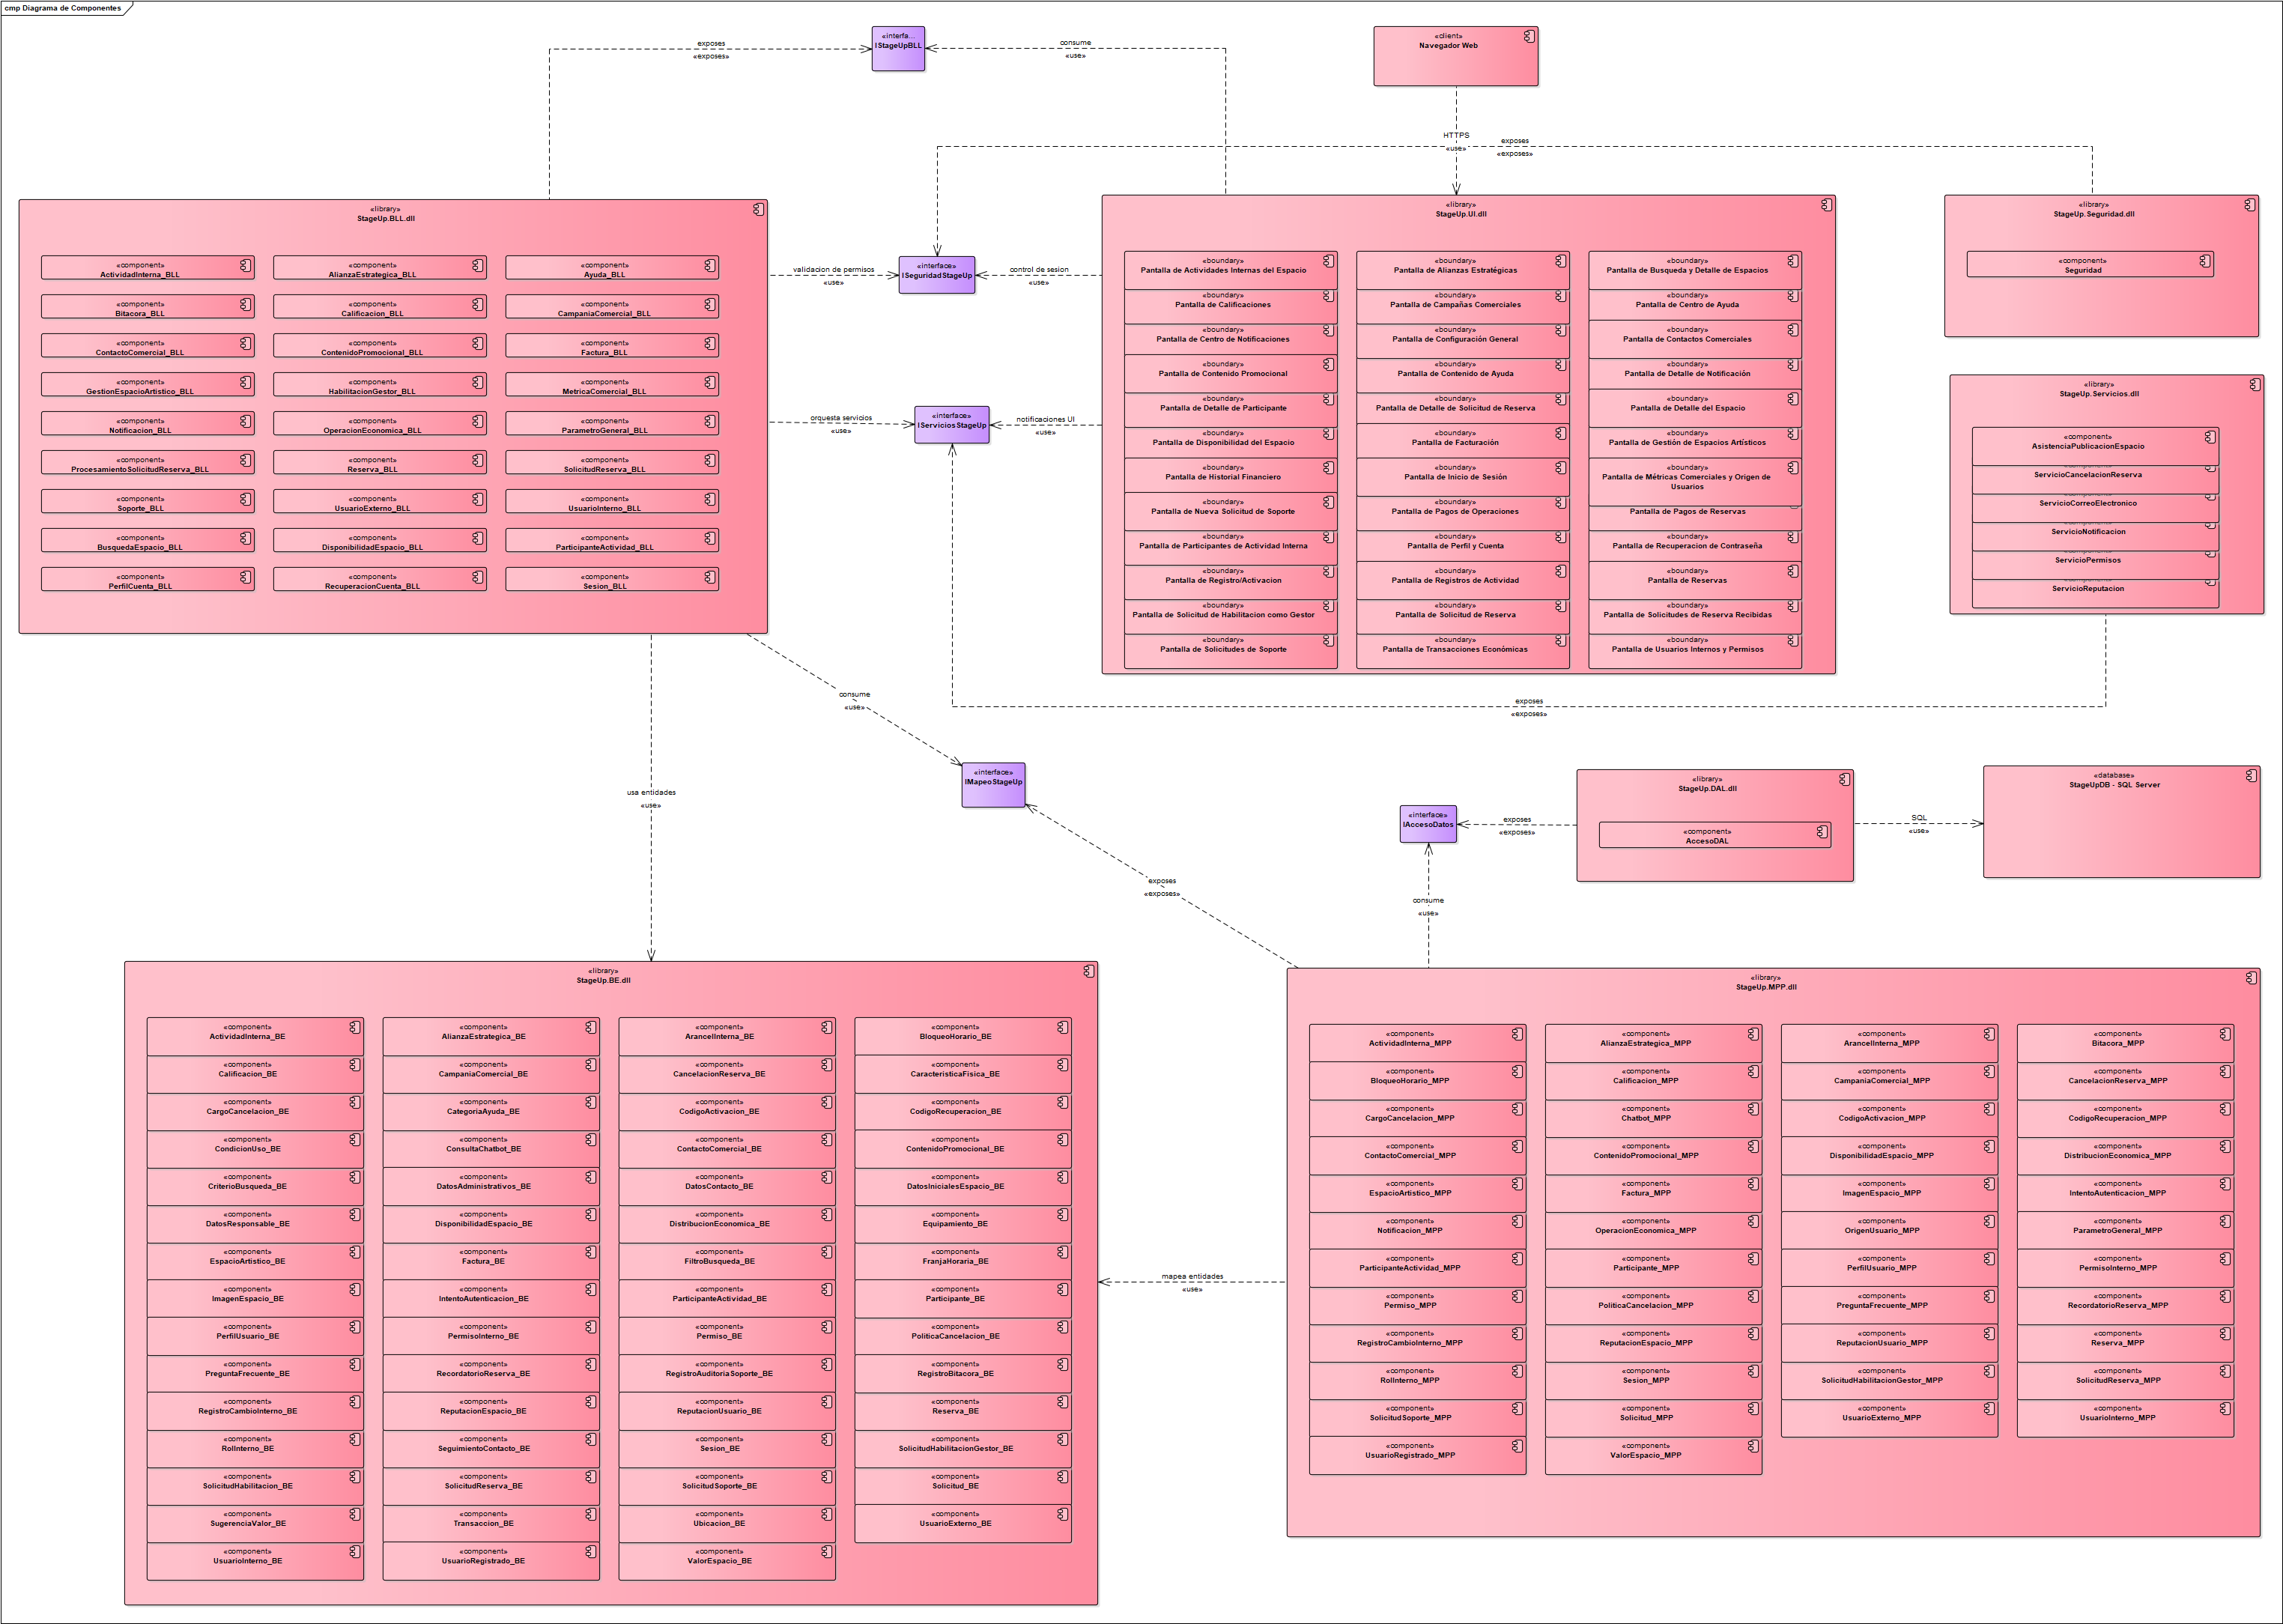 cmp Diagrama de Componentes
«interfa...
IStageUpBLL
exposes
«exposes»
consume
«use»
«client»
Navegador Web
HTTPS
«use»
exposes
«exposes»
«library»
StageUp.BLL.dll
«component»
ActividadInterna_BLL
«component»
AlianzaEstrategica_BLL
«component»
Ayuda_BLL
«component»
Bitacora_BLL
«component»
Calificacion_BLL
«component»
CampaniaComercial_BLL
«component»
ContactoComercial_BLL
«component»
ContenidoPromocional_BLL
«component»
Factura_BLL
«component»
GestionEspacioArtistico_BLL
«component»
HabilitacionGestor_BLL
«component»
MetricaComercial_BLL
«component»
Notificacion_BLL
«component»
OperacionEconomica_BLL
«component»
ParametroGeneral_BLL
«component»
ProcesamientoSolicitudReserva_BLL
«component»
Reserva_BLL
«component»
SolicitudReserva_BLL
«component»
Soporte_BLL
«component»
UsuarioExterno_BLL
«component»
UsuarioInterno_BLL
«component»
BusquedaEspacio_BLL
«component»
DisponibilidadEspacio_BLL
«component»
ParticipanteActividad_BLL
«component»
PerfilCuenta_BLL
«component»
RecuperacionCuenta_BLL
«component»
Sesion_BLL
validacion de permisos
«use»
«interface»
ISeguridadStageUp
control de sesion
«use»
orquesta servicios
«use»
«interface»
IServiciosStageUp
notificaciones UI
«use»
«library»
StageUp.UI.dll
«boundary»
Pantalla de Actividades Internas del Espacio
«boundary»
Pantalla de Alianzas Estratégicas
«boundary»
Pantalla de Busqueda y Detalle de Espacios
«boundary»
Pantalla de Calificaciones
«boundary»
Pantalla de Campañas Comerciales
«boundary»
Pantalla de Centro de Ayuda
«boundary»
Pantalla de Centro de Notificaciones
«boundary»
Pantalla de Configuración General
«boundary»
Pantalla de Contactos Comerciales
«boundary»
Pantalla de Contenido Promocional
«boundary»
Pantalla de Contenido de Ayuda
«boundary»
Pantalla de Detalle de Notificación
«boundary»
Pantalla de Detalle de Participante
«boundary»
Pantalla de Detalle de Solicitud de Reserva
«boundary»
Pantalla de Detalle del Espacio
«boundary»
Pantalla de Disponibilidad del Espacio
«boundary»
Pantalla de Facturación
«boundary»
Pantalla de Gestión de Espacios Artísticos
«boundary»
Pantalla de Historial Financiero
«boundary»
Pantalla de Inicio de Sesión
«boundary»
Pantalla de Métricas Comerciales y Origen de
Usuarios
«boundary»
Pantalla de Nueva Solicitud de Soporte
«boundary»
Pantalla de Pagos de Operaciones
Pantalla de Pagos de Reservas
«boundary»
Pantalla de Participantes de Actividad Interna
«boundary»
Pantalla de Perfil y Cuenta
«boundary»
Pantalla de Recuperacion de Contraseña
«boundary»
Pantalla de Registro/Activacion
«boundary»
Pantalla de Registros de Actividad
«boundary»
Pantalla de Reservas
«boundary»
Pantalla de Solicitud de Habilitacion como Gestor
«boundary»
Pantalla de Solicitud de Reserva
«boundary»
Pantalla de Solicitudes de Reserva Recibidas
«boundary»
Pantalla de Solicitudes de Soporte
«boundary»
Pantalla de Transacciones Económicas
«boundary»
Pantalla de Usuarios Internos y Permisos
«library»
StageUp.Seguridad.dll
«component»
Seguridad
«library»
StageUp.Servicios.dll
«component»
AsistenciaPublicacionEspacio
ServicioCancelacionReserva
ServicioCorreoElectronico
ServicioNotificacion
ServicioPermisos
ServicioReputacion
exposes
«exposes»
consume
«use»
usa entidades
«use»
«interface»
IMapeoStageUp
exposes
«exposes»
«interface»
IAccesoDatos
exposes
«exposes»
consume
«use»
«library»
StageUp.DAL.dll
«component»
AccesoDAL
SQL
«use»
«database»
StageUpDB - SQL Server
«library»
StageUp.BE.dll
«component»
ActividadInterna_BE
«component»
AlianzaEstrategica_BE
«component»
ArancelInterna_BE
«component»
BloqueoHorario_BE
«component»
Calificacion_BE
«component»
CampaniaComercial_BE
«component»
CancelacionReserva_BE
«component»
CaracteristicaFisica_BE
«component»
CargoCancelacion_BE
«component»
CategoriaAyuda_BE
«component»
CodigoActivacion_BE
«component»
CodigoRecuperacion_BE
«component»
CondicionUso_BE
«component»
ConsultaChatbot_BE
«component»
ContactoComercial_BE
«component»
ContenidoPromocional_BE
«component»
CriterioBusqueda_BE
«component»
DatosAdministrativos_BE
«component»
DatosContacto_BE
«component»
DatosInicialesEspacio_BE
«component»
DatosResponsable_BE
«component»
DisponibilidadEspacio_BE
«component»
DistribucionEconomica_BE
«component»
Equipamiento_BE
«component»
EspacioArtistico_BE
«component»
Factura_BE
«component»
FiltroBusqueda_BE
«component»
FranjaHoraria_BE
«component»
ImagenEspacio_BE
«component»
IntentoAutenticacion_BE
«component»
ParticipanteActividad_BE
«component»
Participante_BE
«component»
PerfilUsuario_BE
«component»
PermisoInterno_BE
«component»
Permiso_BE
«component»
PoliticaCancelacion_BE
«component»
PreguntaFrecuente_BE
«component»
RecordatorioReserva_BE
«component»
RegistroAuditoriaSoporte_BE
«component»
RegistroBitacora_BE
«component»
RegistroCambioInterno_BE
«component»
ReputacionEspacio_BE
«component»
ReputacionUsuario_BE
«component»
Reserva_BE
«component»
RolInterno_BE
«component»
SeguimientoContacto_BE
«component»
Sesion_BE
«component»
SolicitudHabilitacionGestor_BE
«component»
SolicitudHabilitacion_BE
«component»
SolicitudReserva_BE
«component»
SolicitudSoporte_BE
«component»
Solicitud_BE
«component»
SugerenciaValor_BE
«component»
Transaccion_BE
«component»
Ubicacion_BE
«component»
UsuarioExterno_BE
«component»
UsuarioInterno_BE
«component»
UsuarioRegistrado_BE
«component»
ValorEspacio_BE
mapea entidades
«use»
«library»
StageUp.MPP.dll
«component»
ActividadInterna_MPP
«component»
AlianzaEstrategica_MPP
«component»
ArancelInterna_MPP
«component»
Bitacora_MPP
«component»
BloqueoHorario_MPP
«component»
Calificacion_MPP
«component»
CampaniaComercial_MPP
«component»
CancelacionReserva_MPP
«component»
CargoCancelacion_MPP
«component»
Chatbot_MPP
«component»
CodigoActivacion_MPP
«component»
CodigoRecuperacion_MPP
«component»
ContactoComercial_MPP
«component»
ContenidoPromocional_MPP
«component»
DisponibilidadEspacio_MPP
«component»
DistribucionEconomica_MPP
«component»
EspacioArtistico_MPP
«component»
Factura_MPP
«component»
ImagenEspacio_MPP
«component»
IntentoAutenticacion_MPP
«component»
Notificacion_MPP
«component»
OperacionEconomica_MPP
«component»
OrigenUsuario_MPP
«component»
ParametroGeneral_MPP
«component»
ParticipanteActividad_MPP
«component»
Participante_MPP
«component»
PerfilUsuario_MPP
«component»
PermisoInterno_MPP
«component»
Permiso_MPP
«component»
PoliticaCancelacion_MPP
«component»
PreguntaFrecuente_MPP
«component»
RecordatorioReserva_MPP
«component»
RegistroCambioInterno_MPP
«component»
ReputacionEspacio_MPP
«component»
ReputacionUsuario_MPP
«component»
Reserva_MPP
«component»
RolInterno_MPP
«component»
Sesion_MPP
«component»
SolicitudHabilitacionGestor_MPP
«component»
SolicitudReserva_MPP
«component»
SolicitudSoporte_MPP
«component»
Solicitud_MPP
«component»
UsuarioExterno_MPP
«component»
UsuarioInterno_MPP
«component»
UsuarioRegistrado_MPP
«component»
ValorEspacio_MPP